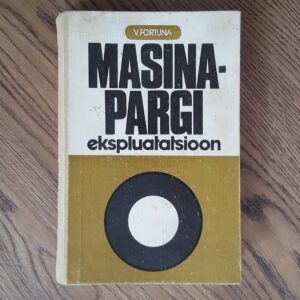 V. FORTUNA
MASINA-
PARGI
ekspluatatsioon